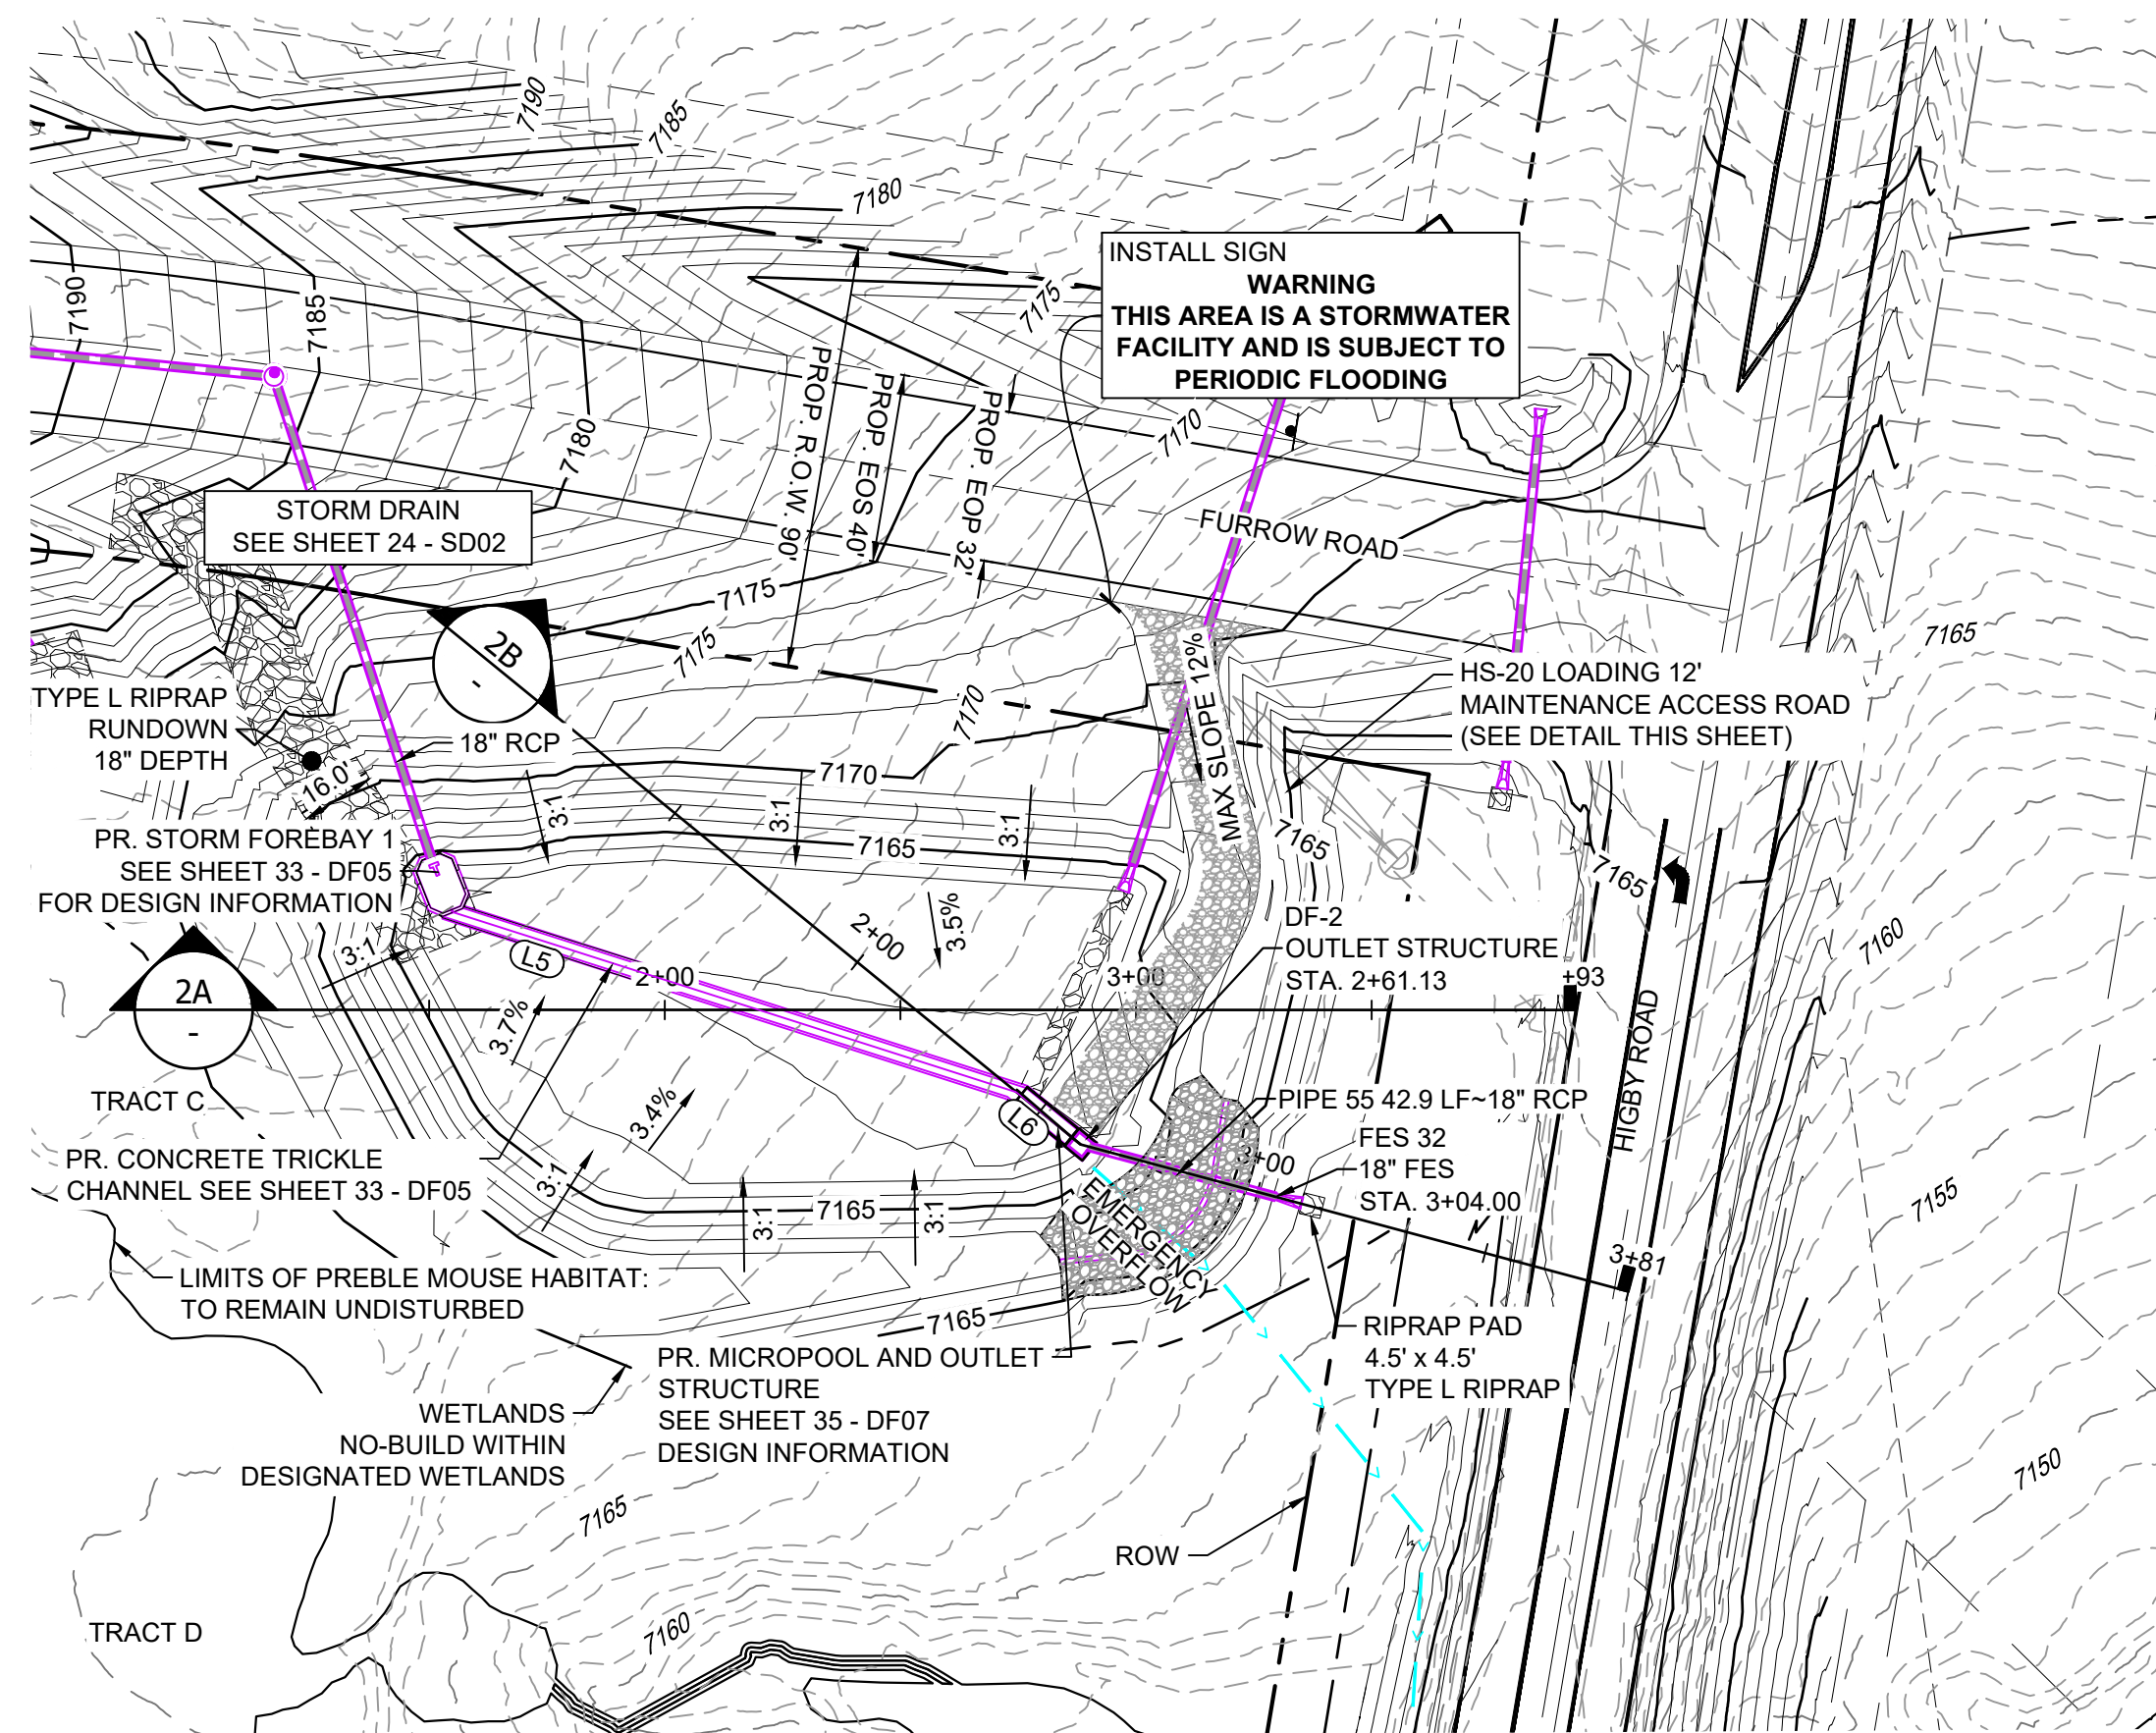 7190
7185
7180
INSTALL SIGN
WARNING
THIS AREA IS A STORMWATER
FACILITY AND IS SUBJECT TO
PERIODIC FLOODING
7175
7190
7185
7180
7170
PROP. R.O.W. 90'
PROP. EOS 40'
PROP. EOP 32'
STORM DRAIN
SEE SHEET 24 - SD02
FURROW ROAD
7175
7175
7165
2B
-
MAX SLOPE 12%
HS-20 LOADING 12'
MAINTENANCE ACCESS ROAD
(SEE DETAIL THIS SHEET)
TYPE L RIPRAP
RUNDOWN
18" DEPTH
18" RCP
7170
7170
16.0'
3:1
3:1
3:1
7165
7165
7165
PR. STORM FOREBAY 1
SEE SHEET 33 - DF05
FOR DESIGN INFORMATION
2+00
3.5%
DF-2
OUTLET STRUCTURE
STA. 2+61.13
7160
3:1
L5
2+00
3+00
+93
2A
-
3.7%
HIGBY ROAD
TRACT C
3.4%
L6
PIPE 55 42.9 LF~18" RCP
FES 32
18" FES
STA. 3+04.00
3+00
PR. CONCRETE TRICKLE
CHANNEL SEE SHEET 33 - DF05
3:1
3:1
7165
3:1
EMERGENCY
OVERFLOW
7155
3+81
LIMITS OF PREBLE MOUSE HABITAT:
TO REMAIN UNDISTURBED
7165
RIPRAP PAD
4.5' x 4.5'
TYPE L RIPRAP
PR. MICROPOOL AND OUTLET
STRUCTURE
SEE SHEET 35 - DF07
DESIGN INFORMATION
WETLANDS
NO-BUILD WITHIN
DESIGNATED WETLANDS
7150
7165
ROW
TRACT D
7160